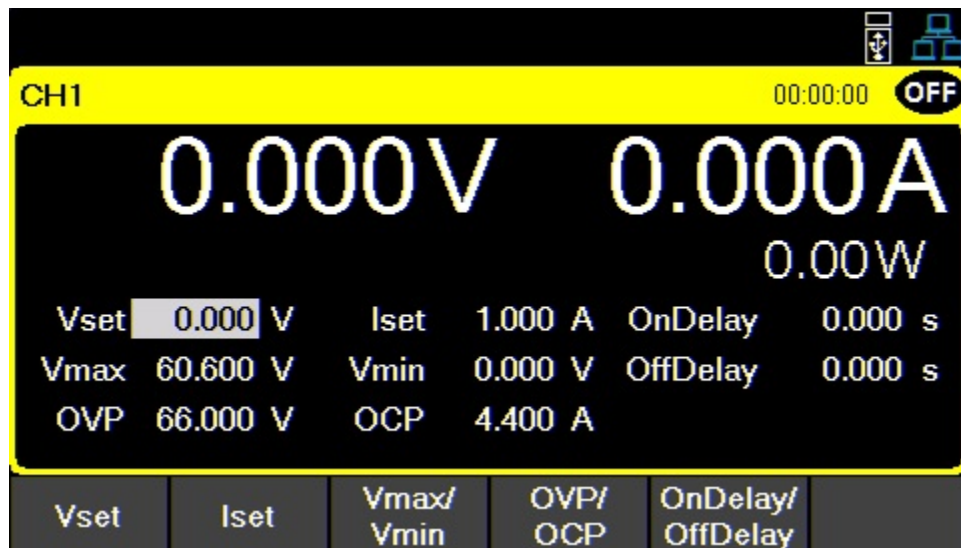 CH1 00:00:00 OFF
0.000V 0.000A
0.00W
Vset 0.000 V Iset 1.000 A OnDelay 0.000 s
Vmax 60.600 V Vmin 0.000 V OffDelay 0.000 s
OVP 66.000 V OCP 4.400 A
Vset Iset Vmax/ OVP/ OnDelay/
Vmin OCP OffDelay